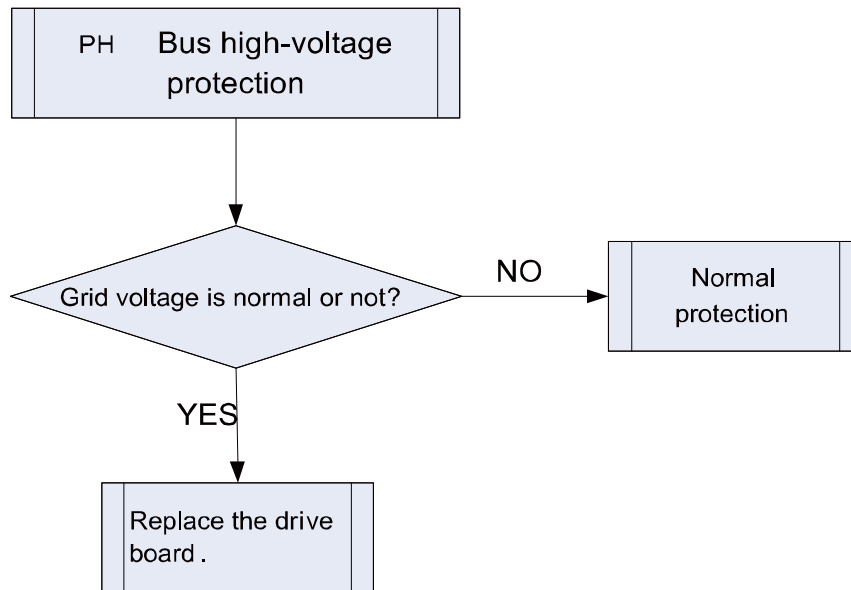 PH Bus high-voltage
protection
Grid voltage is normal or not?
NO
Normal
protection
YES
Replace the drive
board .